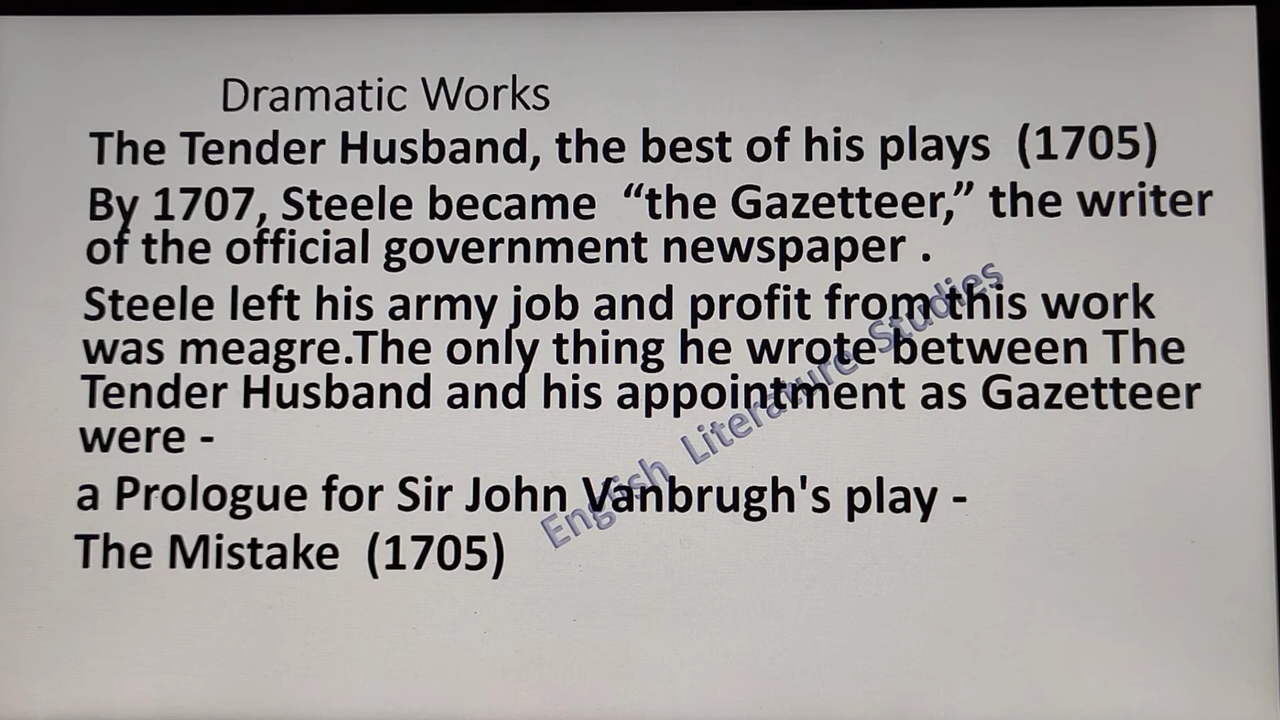 Dramatic Works
The Tender Husband, the best of his plays (1705)
By 1707, Steele became “the Gazetteer,” the writer
of the official government newspaper .
Steele left his army job and profit from this work
was meagre.The only thing he wrote between The
Tender Husband and his appointment as Gazetteer
were -
a Prologue for Sir John Vanbrugh's play -
The Mistake (1705)
English Literature Studies